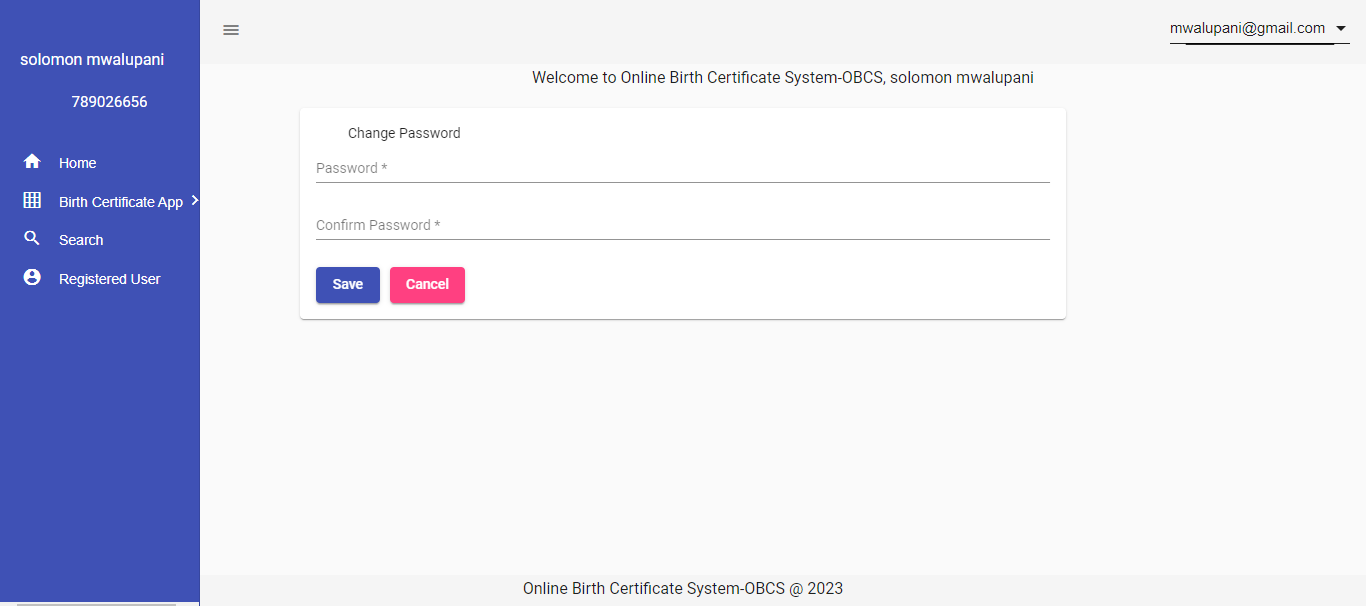 solomon mwalupani
789026656
Home
Birth Certificate App
Search
Registered User
mwalupani@gmail.com
Welcome to Online Birth Certificate System-OBCS, solomon mwalupani
Change Password
Password *
Confirm Password *
Save Cancel
Online Birth Certificate System-OBCS @ 2023